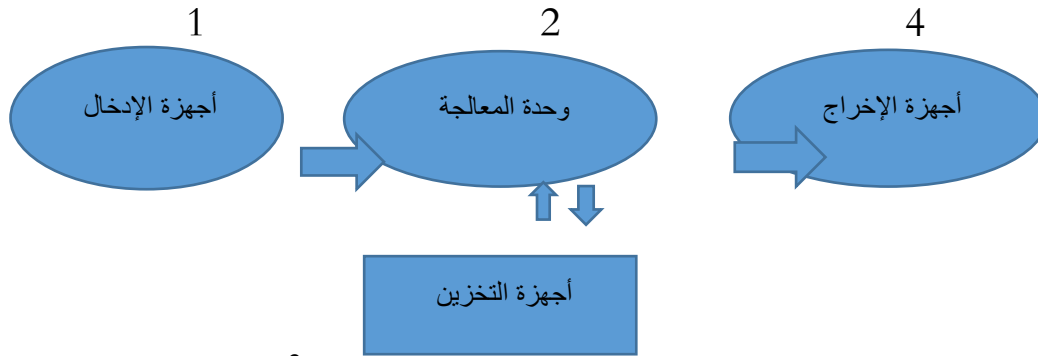 1
2
4
أجهزة الإدخال
وحدة المعالجة
أجهزة الإخراج
أجهزة التخزين